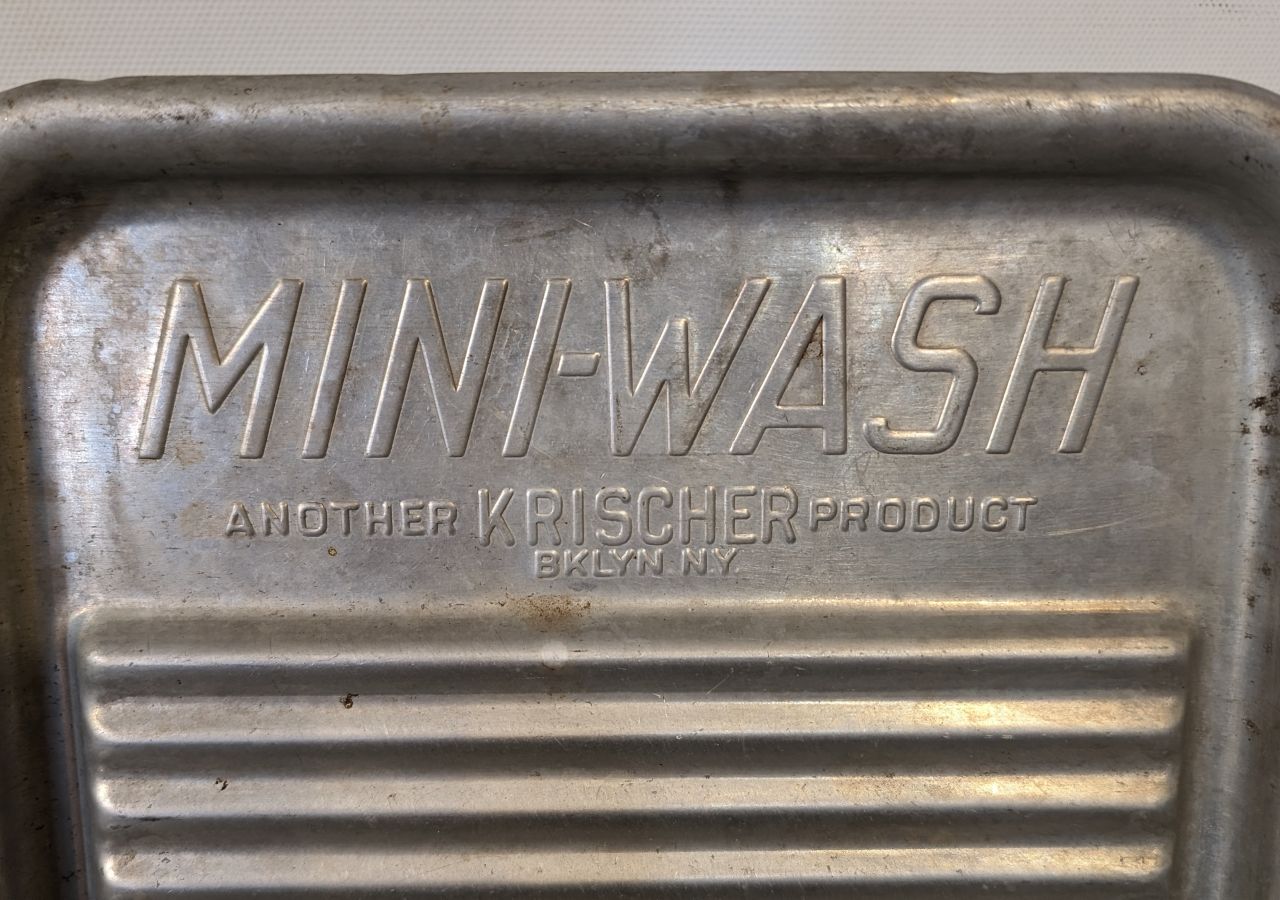 MINI-WASH
ANOTHER KRISCHER PRODUCT
BKLYN. N.Y.